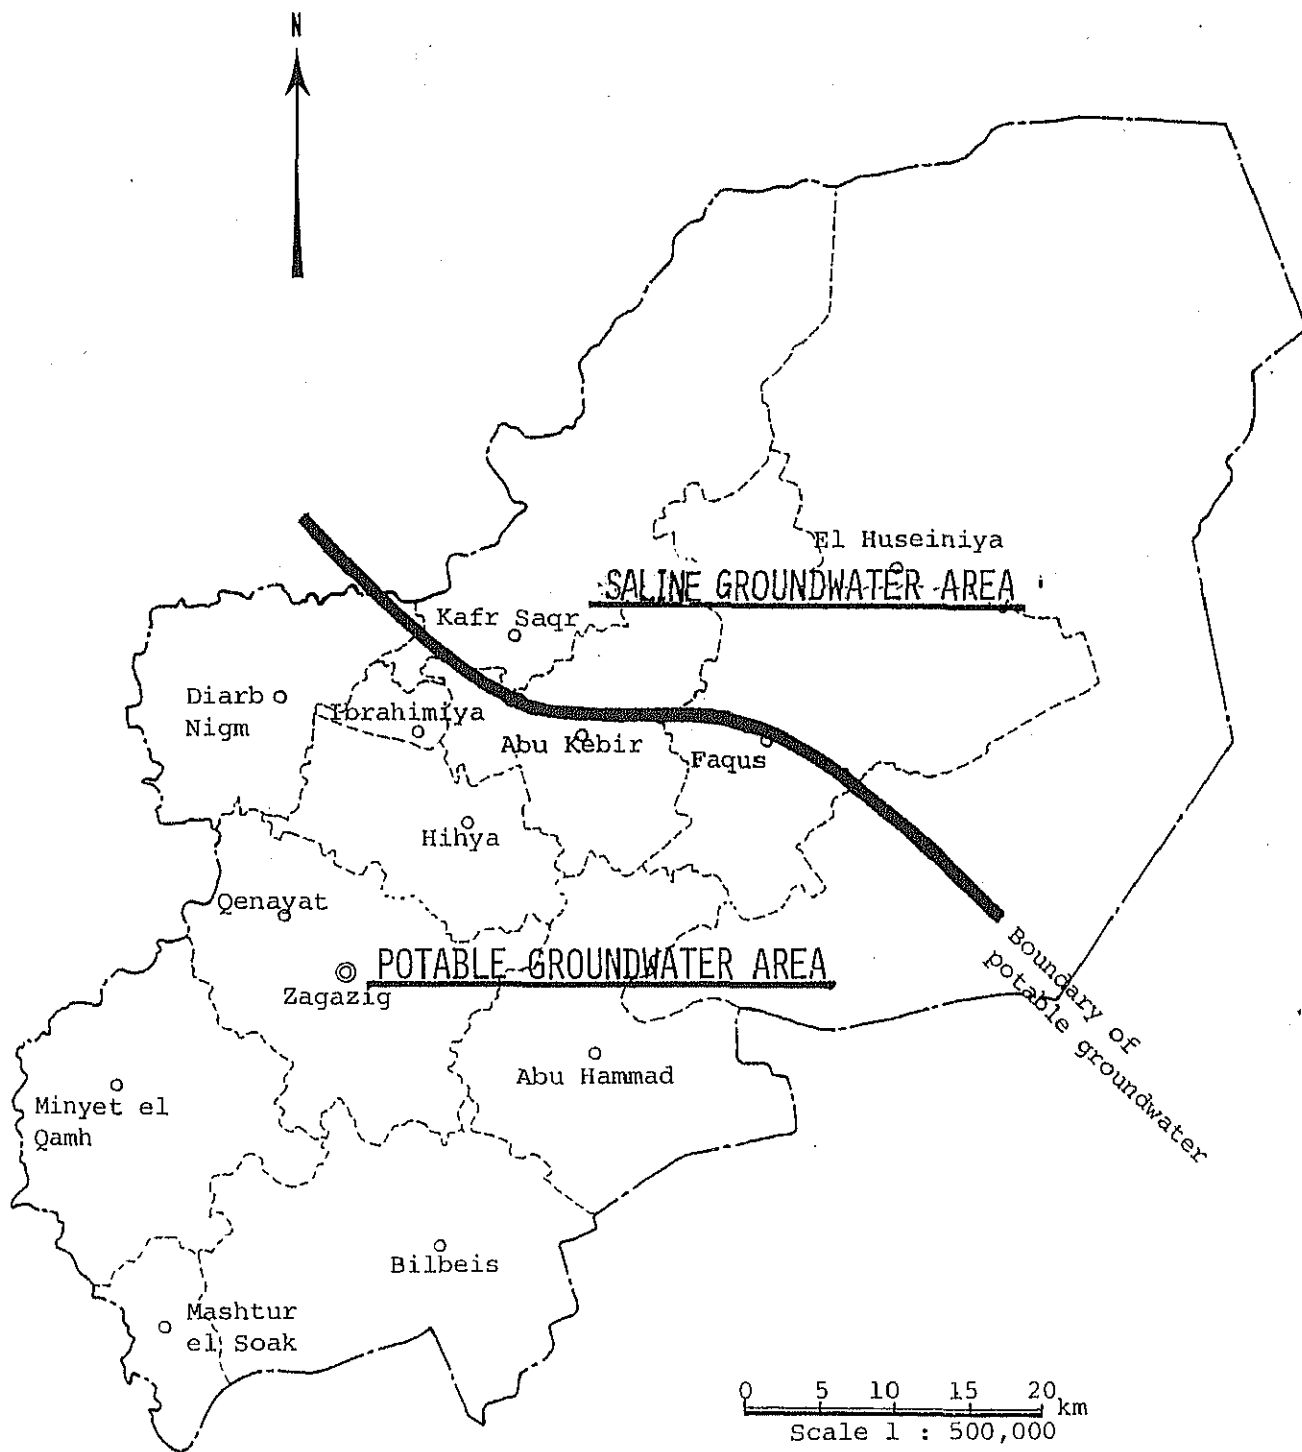 N
El Huseiniya
SALINE GROUNDWATER AREA
Kafr Saqr
Diarb
Nigm
Ibrahimiya
Abu Kebir
Faqus
Hihya
Qenayat
POTABLE GROUNDWATER AREA
Zagazig
Boundary of
potable groundwater
Abu Hammad
Minyet el
Qamh
Bilbeis
Mashtur
el Soak
0 5 10 15 20 km
Scale 1 : 500,000